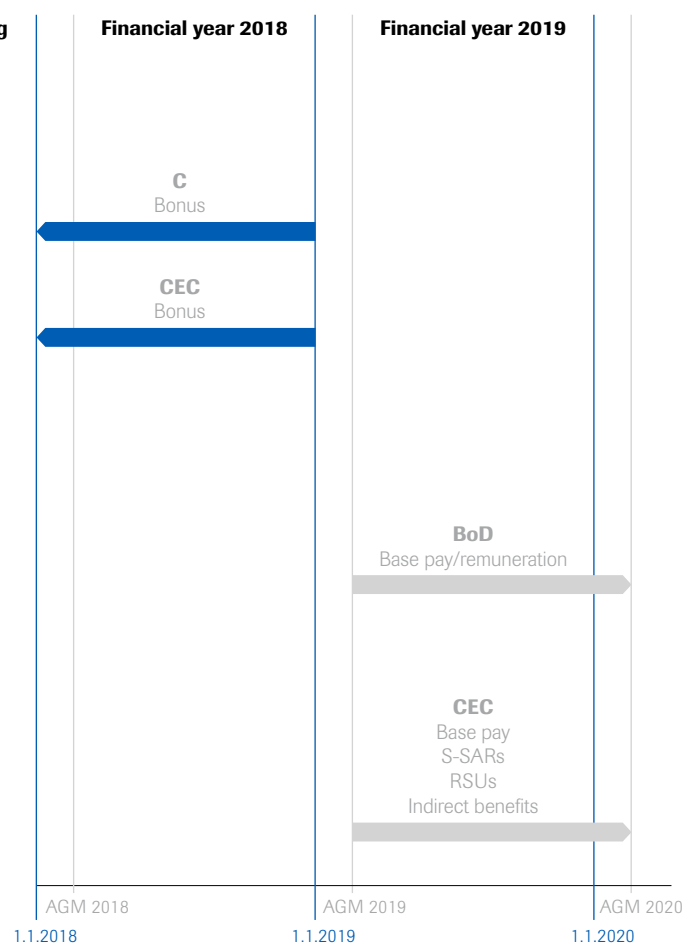 g
Financial year 2018 Financial year 2019
C
Bonus
CEC
Bonus
BoD
Base pay/remuneration
CEC
Base pay
S-SARs
RSUs
Indirect benefits
AGM 2018 AGM 2019 AGM 2020
1.1.2018 1.1.2019 1.1.2020